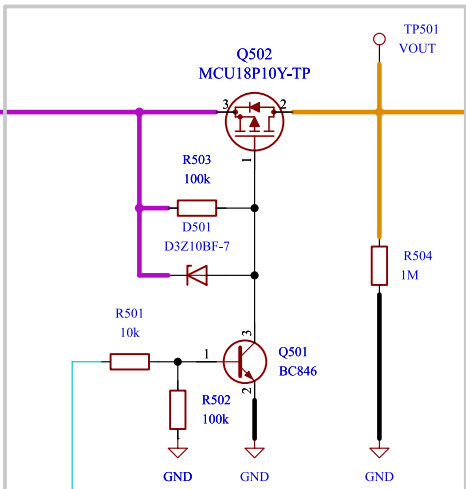 TP501
VOUT
Q502
MCU18P10Y-TP
3
2
1
R503
100k
D501
D3Z10BF-7
R504
1M
R501
10k
3
1
Q501
BC846
2
R502
100k
GND
GND
GND